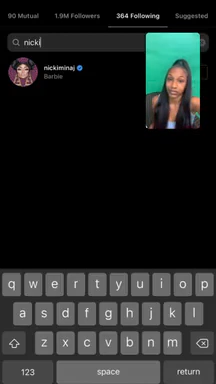 90 Mutual 1.9M Followers 364 Following Suggested
nicki
nickiminaj
Barbie
q w e r t y u i o p
a s d f g h j k l
z x c v b n m
123 space return